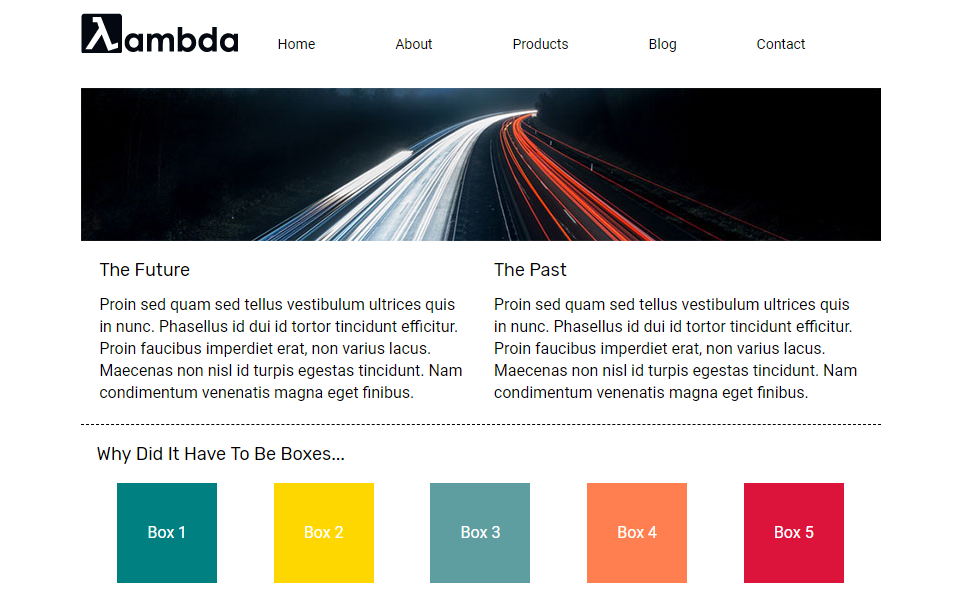 λambda
Home About Products Blog Contact
The Future
Proin sed quam sed tellus vestibulum ultrices quis
in nunc. Phasellus id dui id tortor tincidunt efficitur.
Proin faucibus imperdiet erat, non varius lacus.
Maecenas non nisl id turpis egestas tincidunt. Nam
condimentum venenatis magna eget finibus.
The Past
Proin sed quam sed tellus vestibulum ultrices quis
in nunc. Phasellus id dui id tortor tincidunt efficitur.
Proin faucibus imperdiet erat, non varius lacus.
Maecenas non nisl id turpis egestas tincidunt. Nam
condimentum venenatis magna eget finibus.
Why Did It Have To Be Boxes...
Box 1 Box 2 Box 3 Box 4 Box 5